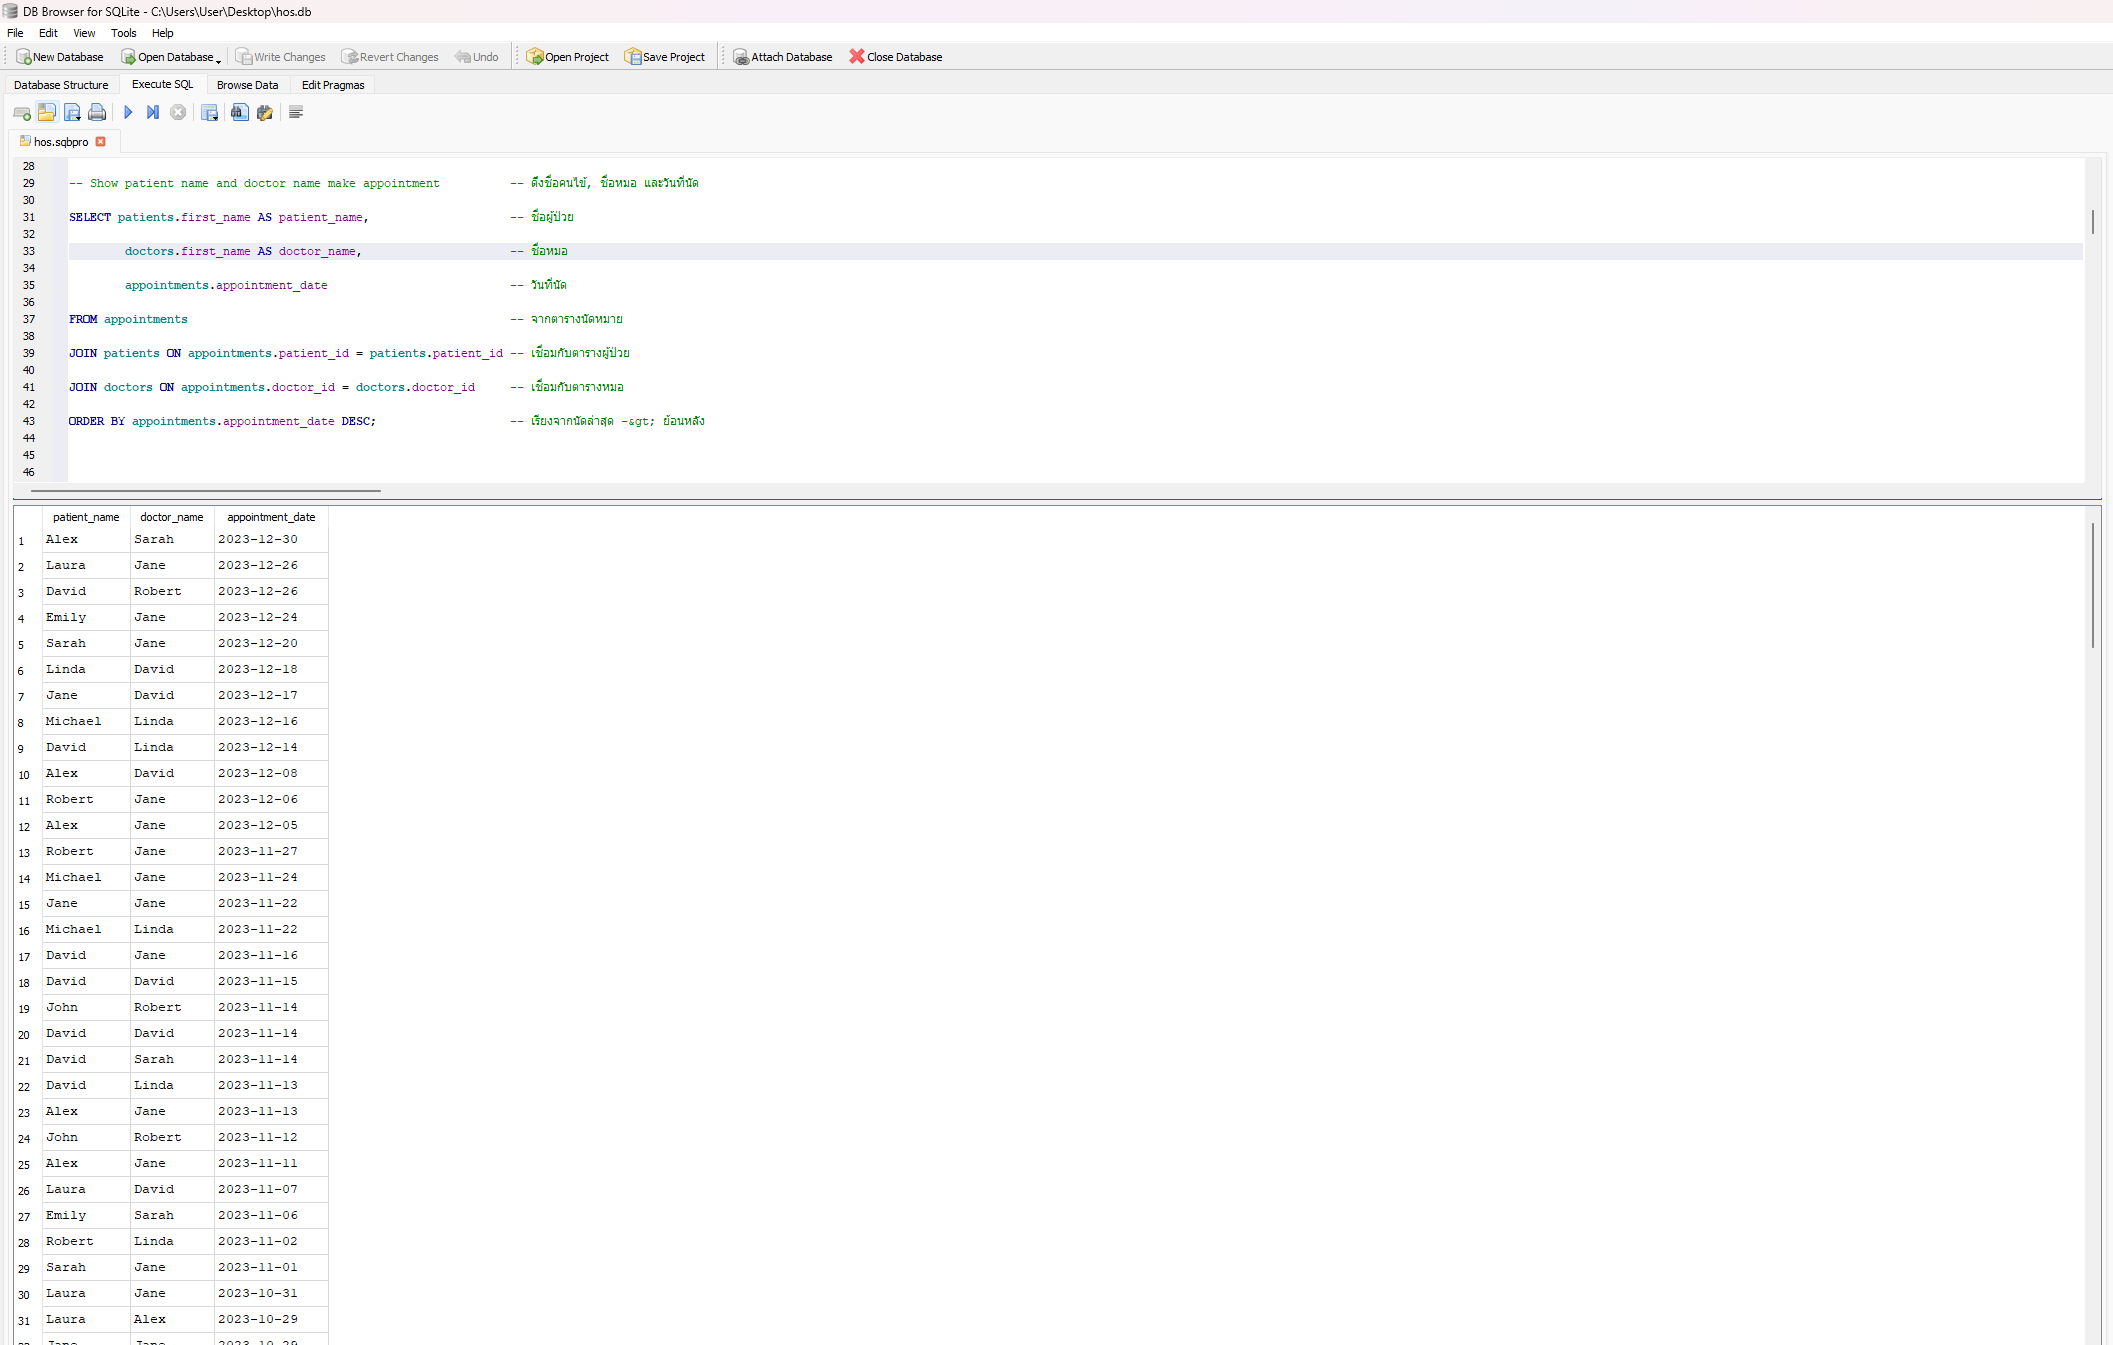 DB Browser for SQLite - C:\Users\User\Desktop\hos.db
File Edit View Tools Help
New Database Open Database Write Changes Revert Changes Undo Open Project Save Project Attach Database Close Database
Database Structure Execute SQL Browse Data Edit Pragmas
hos.sqbpro
28
29 -- Show patient name and doctor name make appointment -- ดึงชื่อคนไข้, ชื่อหมอ และวันที่นัด
30
31 SELECT patients.first_name AS patient_name, -- ชื่อผู้ป่วย
32
33 doctors.first_name AS doctor_name, -- ชื่อหมอ
34
35 appointments.appointment_date -- วันที่นัด
36
37 FROM appointments -- จากตารางนัดหมาย
38
39 JOIN patients ON appointments.patient_id = patients.patient_id -- เชื่อมกับตารางผู้ป่วย
40
41 JOIN doctors ON appointments.doctor_id = doctors.doctor_id -- เชื่อมกับตารางหมอ
42
43 ORDER BY appointments.appointment_date DESC; -- เรียงจากนัดล่าสุด -&gt; ย้อนหลัง
44
45
46
patient_name doctor_name appointment_date
1 Alex Sarah 2023-12-30
2 Laura Jane 2023-12-26
3 David Robert 2023-12-26
4 Emily Jane 2023-12-24
5 Sarah Jane 2023-12-20
6 Linda David 2023-12-18
7 Jane David 2023-12-17
8 Michael Linda 2023-12-16
9 David Linda 2023-12-14
10 Alex David 2023-12-08
11 Robert Jane 2023-12-06
12 Alex Jane 2023-12-05
13 Robert Jane 2023-11-27
14 Michael Jane 2023-11-24
15 Jane Jane 2023-11-22
16 Michael Linda 2023-11-22
17 David Jane 2023-11-16
18 David David 2023-11-15
19 John Robert 2023-11-14
20 David David 2023-11-14
21 David Sarah 2023-11-14
22 David Linda 2023-11-13
23 Alex Jane 2023-11-13
24 John Robert 2023-11-12
25 Alex Jane 2023-11-11
26 Laura David 2023-11-07
27 Emily Sarah 2023-11-06
28 Robert Linda 2023-11-02
29 Sarah Jane 2023-11-01
30 Laura Jane 2023-10-31
31 Laura Alex 2023-10-29